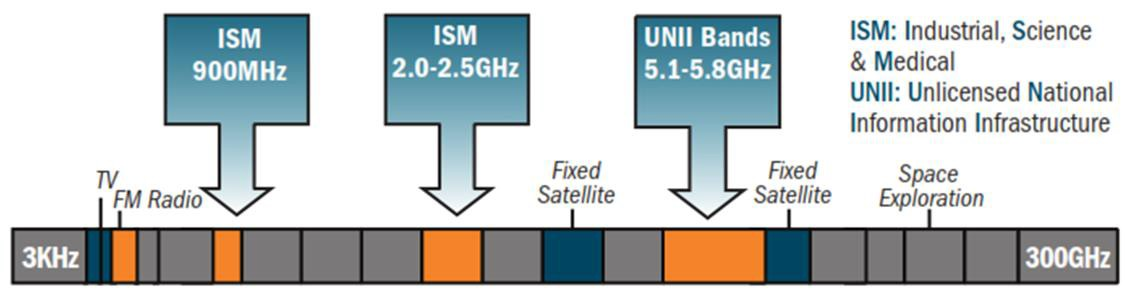 ISM
900MHz
ISM
2.0-2.5GHz
UNII Bands
5.1-5.8GHz
ISM: Industrial, Science
& Medical
UNII: Unlicensed National
Information Infrastructure
TV
FM Radio
Fixed
Satellite
Fixed
Satellite
Space
Exploration
3KHz
300GHz